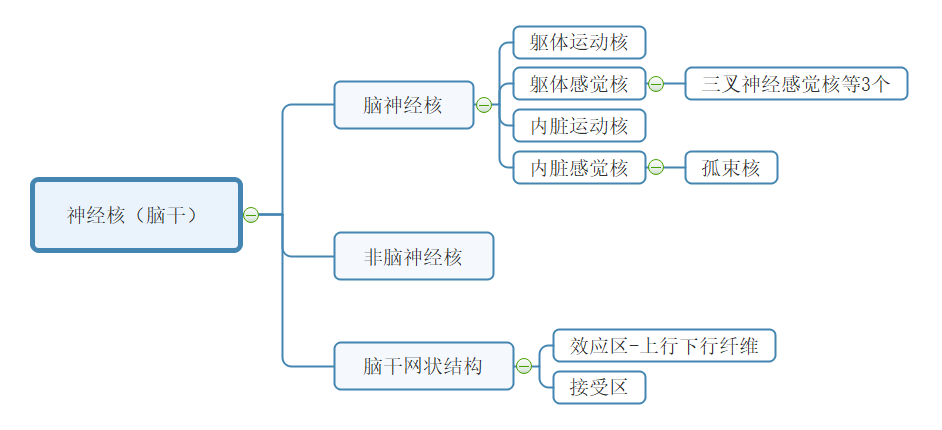 神经核（脑干）
脑神经核
躯体运动核
躯体感觉核
三叉神经感觉核等3个
内脏运动核
内脏感觉核
孤束核
非脑神经核
脑干网状结构
效应区-上行下行纤维
接受区